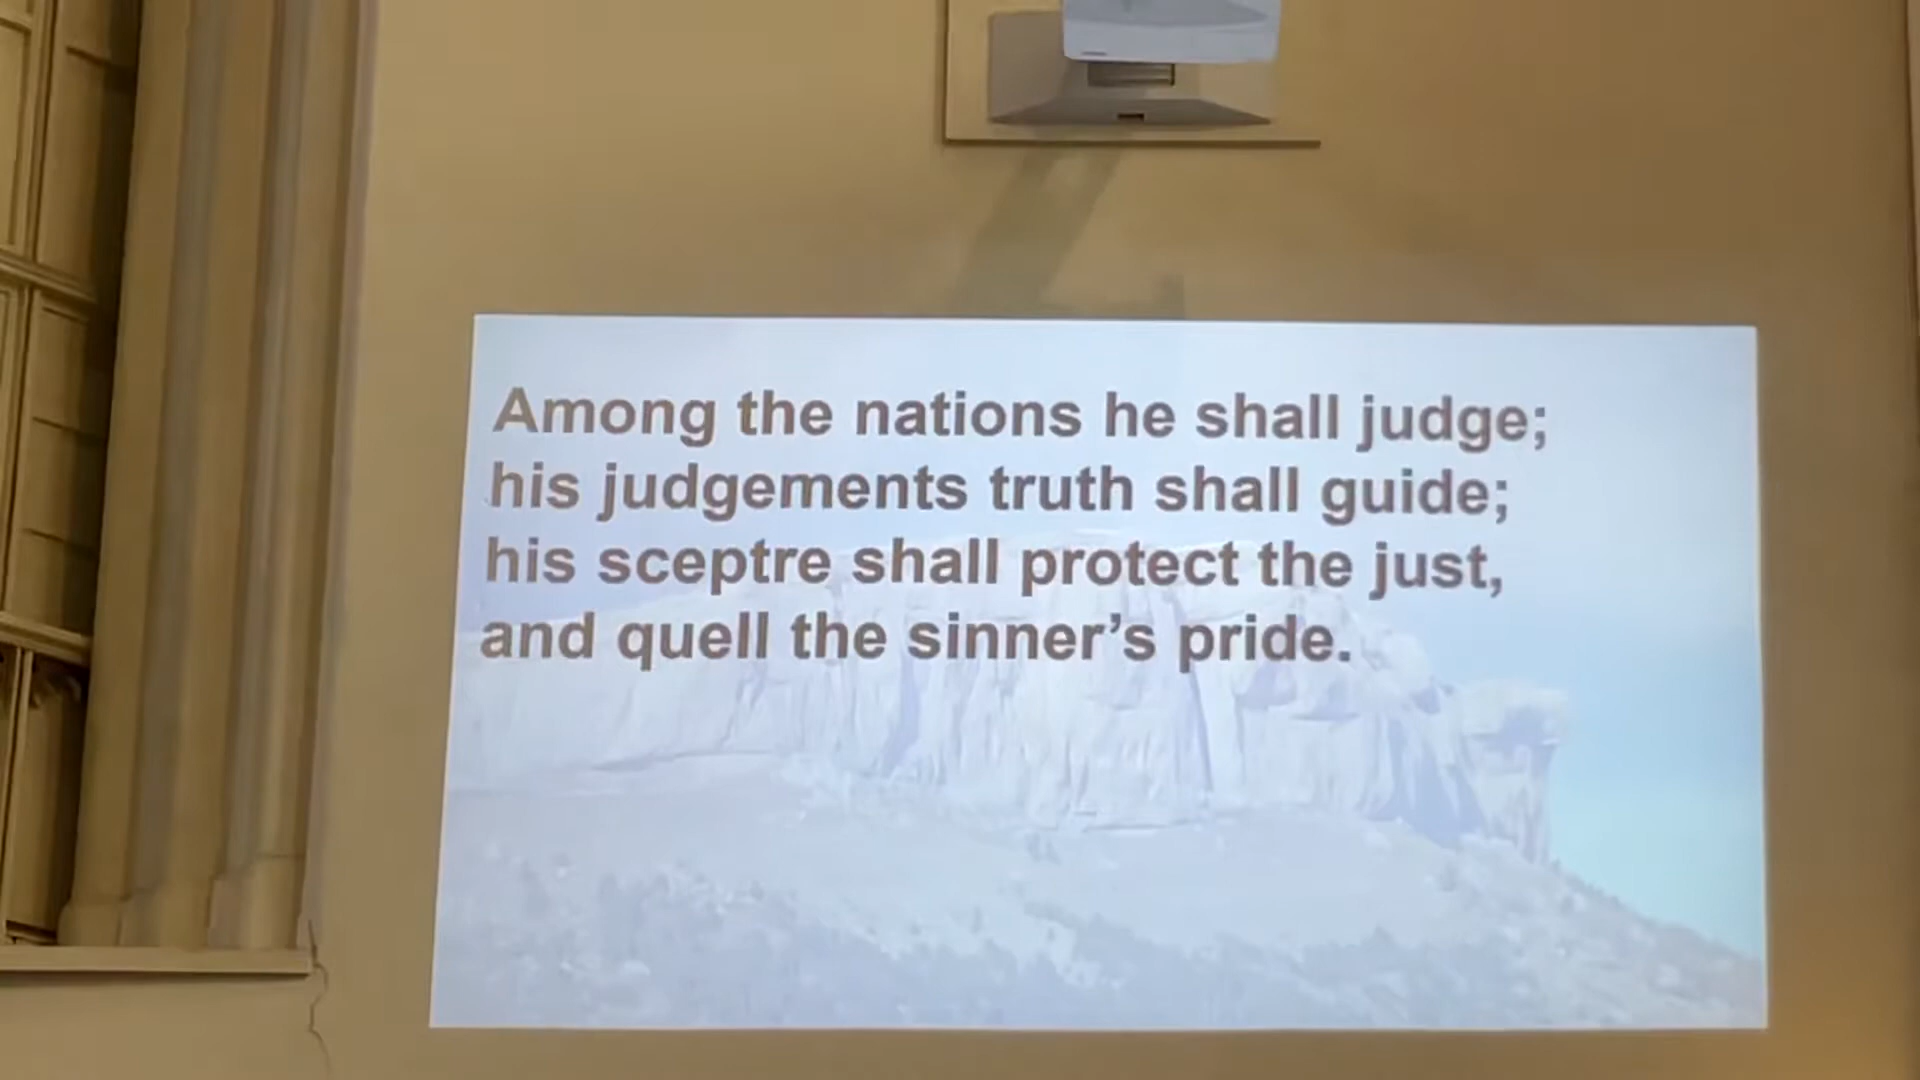 Among the nations he shall judge;
his judgements truth shall guide;
his sceptre shall protect the just,
and quell the sinner’s pride.